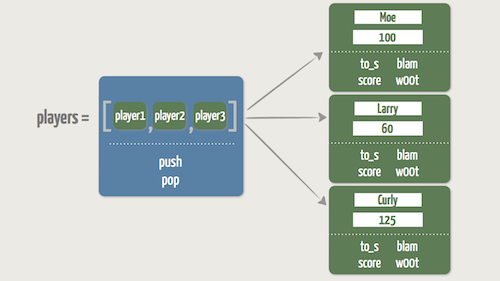 players = [ player1 , player2 , player3 ]
push
pop
Moe
100
to_s blam
score w00t
Larry
60
to_s blam
score w00t
Curly
125
to_s blam
score w00t